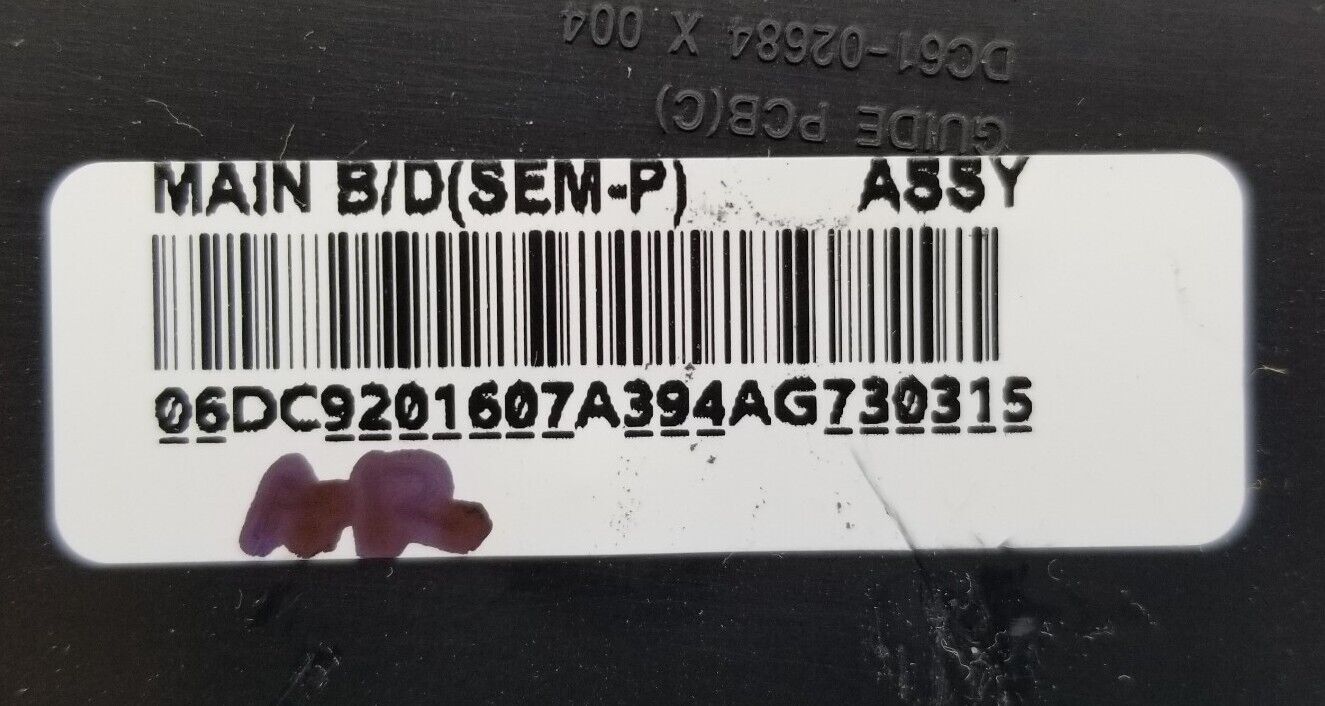 DC61-02684 X 004
GUIDE PCB(C)
MAIN B/D(SEM-P) ASSY
06DC9201607A394AG730315